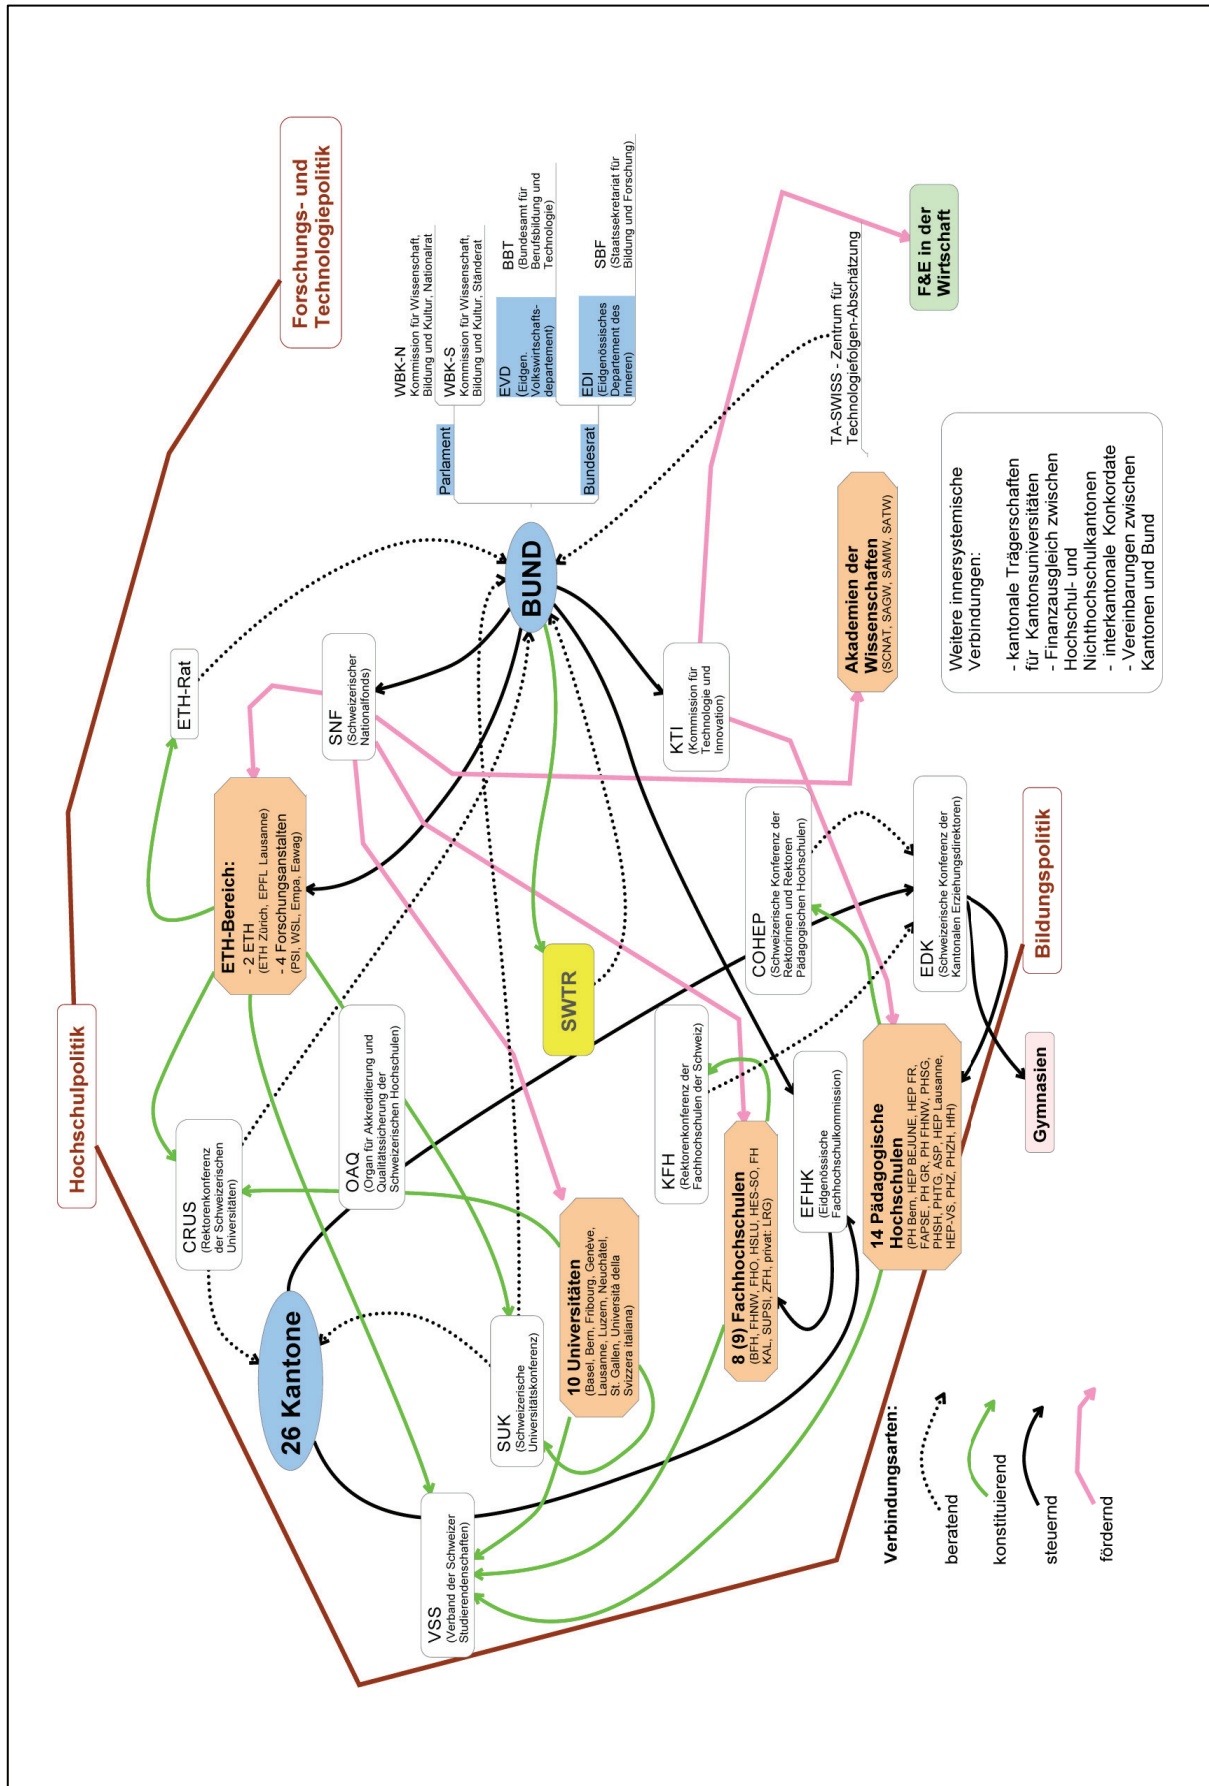 Hochschulpolitik
Forschungs- und
Technologiepolitik
CRUS
(Rektorenkonferenz
der Schweizerischen
Universitäten)
ETH-Bereich:
- 2 ETH
(ETH Zürich, EPFL Lausanne)
- 4 Forschungsanstalten
(PSI, WSL, Empa, Eawag)
ETH-Rat
26 Kantone
OAQ
(Organ für Akkreditierung und
Qualitätssicherung der
Schweizerischen Hochschulen)
SNF
(Schweizerischer
Nationalfonds)
WBK-N
Kommission für Wissenschaft,
Bildung und Kultur, Nationalrat
WBK-S
Kommission für Wissenschaft,
Bildung und Kultur, Ständerat
Parlament
VSS
(Verband der Schweizer
Studierendenschaften)
SUK
(Schweizerische
Universitätskonferenz)
BUND
EVD
(Eidgen.
Volkswirtschafts-
departement)
BBT
(Bundesamt für
Berufsbildung und
Technologie)
SWTR
Bundesrat
EDI
(Eidgenössisches
Departement des
Inneren)
SBF
(Staatssekretariat für
Bildung und Forschung)
10 Universitäten
(Basel, Bern, Fribourg, Genève,
Lausanne, Luzern, Neuchâtel,
St. Gallen, Università della
Svizzera italiana)
KFH
(Rektorenkonferenz der
Fachhochschulen der Schweiz)
KTI
(Kommission für
Technologie und
Innovation)
8 (9) Fachhochschulen
(BFH, FHNW, FHO, HSLU, HES-SO, FH
KAL, SUPSI, ZFH, privat: LRG)
COHEP
(Schweizerische Konferenz der
Rektorinnen und Rektoren
Pädagogischen Hochschulen)
EFHK
(Eidgenössische
Fachhochschulkommission)
TA-SWISS - Zentrum für
Technologiefolgen-Abschätzung
Akademien der
Wissenschaften
(SCNAT, SAGW, SAMW, SATW)
14 Pädagogische
Hochschulen
(PH Bern, HEP BEJUNE, HEP FR,
FAPSE, PH GR, PH FHNW, PHSG,
PHSH, PHTG, ASP, HEP Lausanne,
HEP-VS, PHZ, PHZH, HfH)
EDK
(Schweizerische Konferenz der
Kantonalen Erziehungsdirektoren)
F&E in der
Wirtschaft
Gymnasien
Bildungspolitik
Weitere innersystemische
Verbindungen:
- kantonale Trägerschaften
für Kantonsuniversitäten
- Finanzausgleich zwischen
Hochschul- und
Nichthochschulkantonen
- interkantonale Konkordate
- Vereinbarungen zwischen
Kantonen und Bund
Verbindungsarten:
beratend
konstituierend
steuernd
fördernd